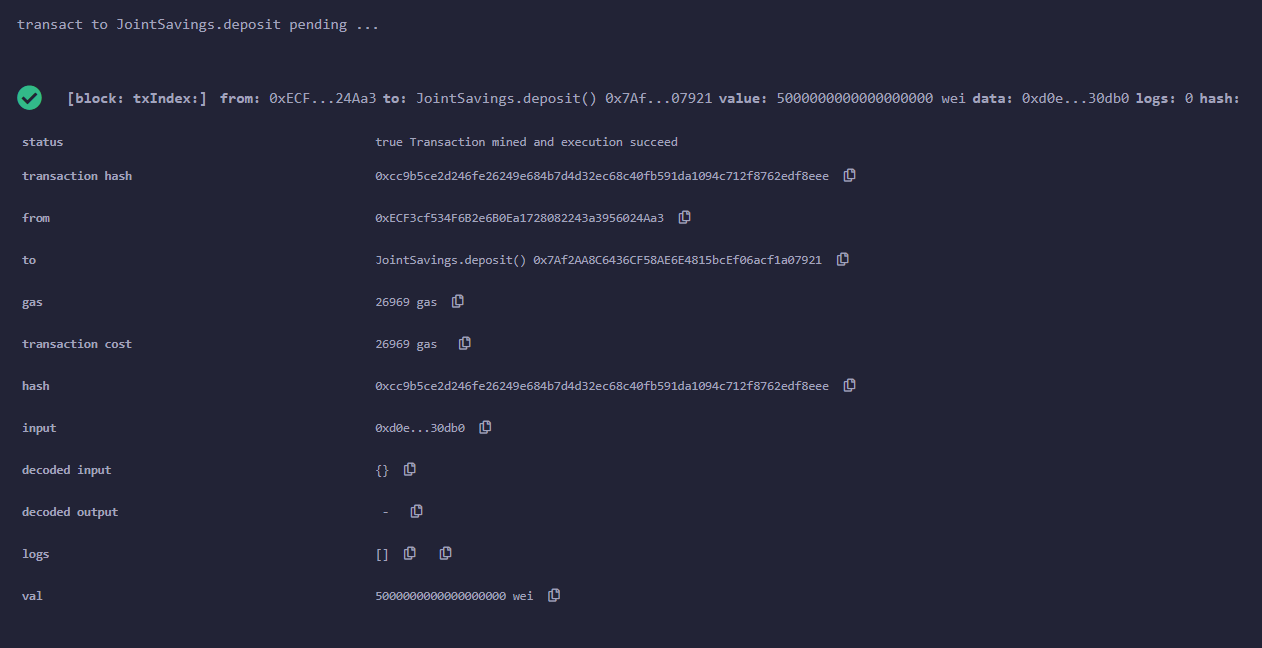 transact to JointSavings.deposit pending ...
[block: txIndex:] from: 0xECF...24Aa3 to: JointSavings.deposit() 0x7Af...07921 value: 5000000000000000000 wei data: 0xd0e...30db0 logs: 0 hash:
status true Transaction mined and execution succeed
transaction hash 0xcc9b5ce2d246fe26249e684b7d4d32ec68c40fb591da1094c712f8762edf8eee
from 0xECF3cf534F6B2e6B0Ea1728082243a3956024Aa3
to JointSavings.deposit() 0x7Af2AA8C6436CF58AE6E4815bcEf06acf1a07921
gas 26969 gas
transaction cost 26969 gas
hash 0xcc9b5ce2d246fe26249e684b7d4d32ec68c40fb591da1094c712f8762edf8eee
input 0xd0e...30db0
decoded input {}
decoded output -
logs []
val 5000000000000000000 wei